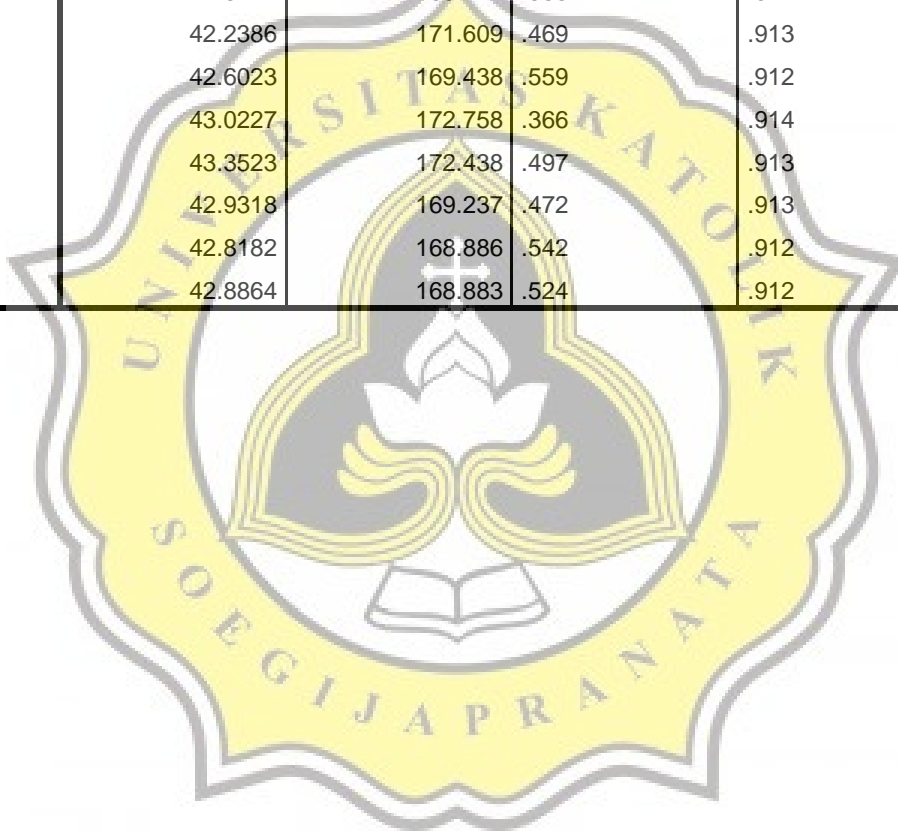 42.2386 171.609 .469 .913
42.6023 169.438 .559 .912
43.0227 172.758 .366 .914
43.3523 172.438 .497 .913
42.9318 169.237 .472 .913
42.8182 168.886 .542 .912
42.8864 168.883 .524 .912
UNIVERSITAS KATOLIK
SOEGIJAPRANATA